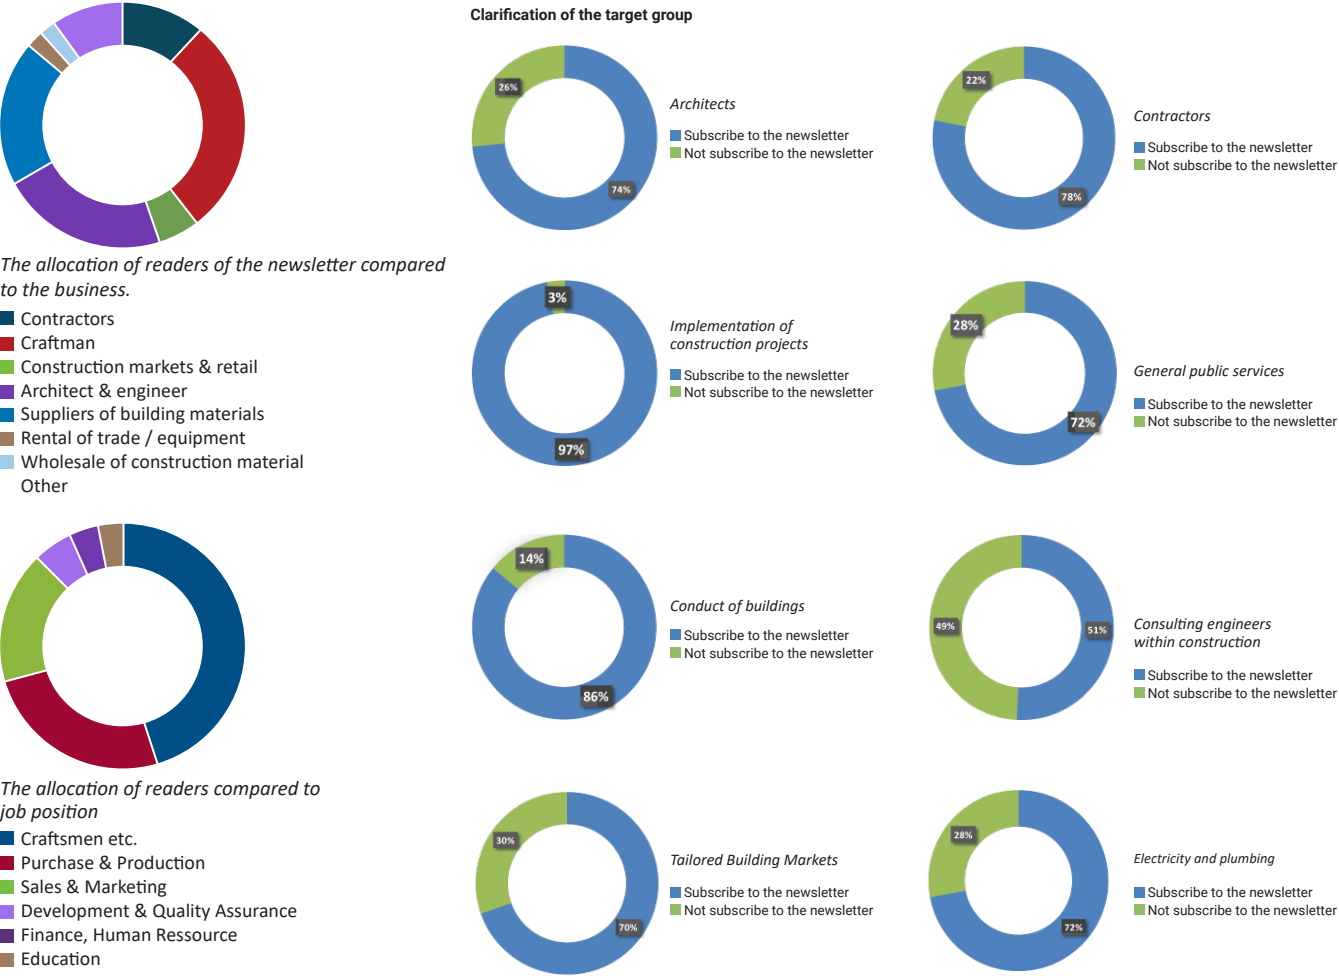 The allocation of readers of the newsletter compared
to the business.
Contractors
Craftman
Construction markets & retail
Architect & engineer
Suppliers of building materials
Rental of trade / equipment
Wholesale of construction material
Other
The allocation of readers compared to
job position
Craftsmen etc.
Purchase & Production
Sales & Marketing
Development & Quality Assurance
Finance, Human Ressource
Education
Clarification of the target group
26%
74%
Architects
Subscribe to the newsletter
Not subscribe to the newsletter
22%
78%
Contractors
Subscribe to the newsletter
Not subscribe to the newsletter
3%
97%
Implementation of
construction projects
Subscribe to the newsletter
Not subscribe to the newsletter
28%
72%
General public services
Subscribe to the newsletter
Not subscribe to the newsletter
14%
86%
Conduct of buildings
Subscribe to the newsletter
Not subscribe to the newsletter
49%
51%
Consulting engineers
within construction
Subscribe to the newsletter
Not subscribe to the newsletter
30%
70%
Tailored Building Markets
Subscribe to the newsletter
Not subscribe to the newsletter
28%
72%
Electricity and plumbing
Subscribe to the newsletter
Not subscribe to the newsletter